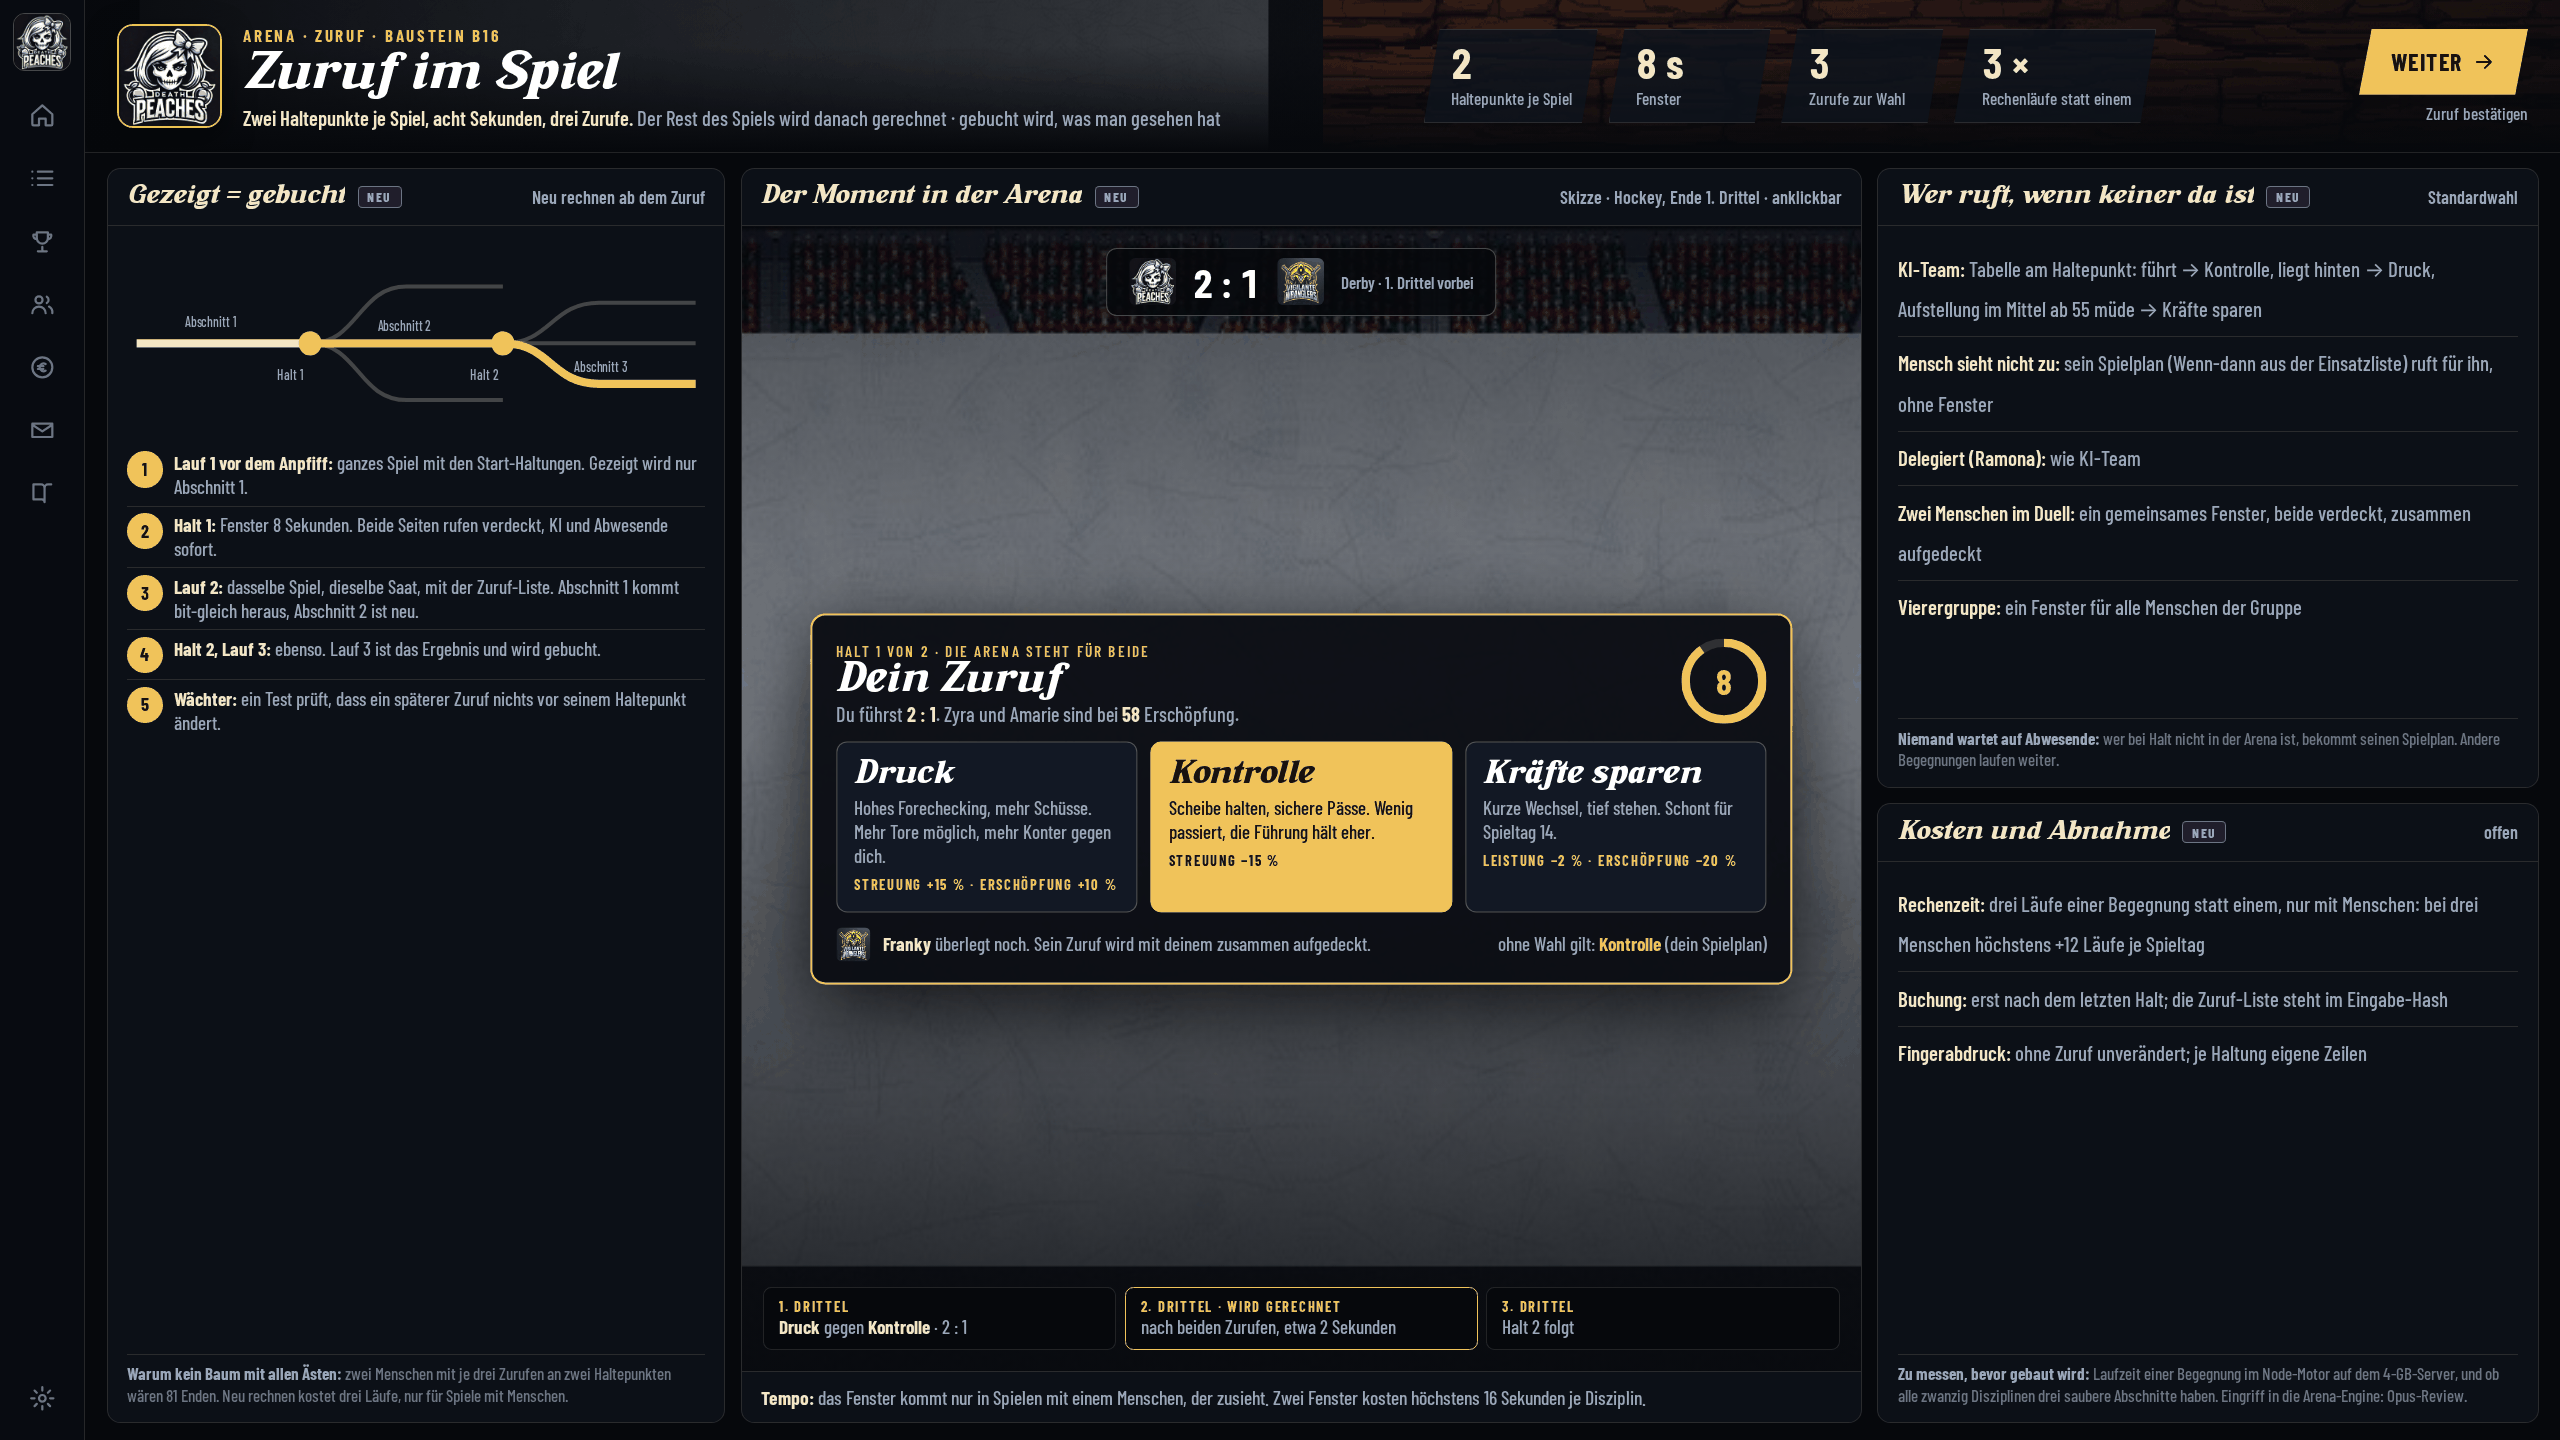 DEATH PEACHES
DEATH PEACHES
ARENA · ZURUF · BAUSTEIN B16
Zuruf im Spiel
Zwei Haltepunkte je Spiel, acht Sekunden, drei Zurufe. Der Rest des Spiels wird danach gerechnet · gebucht wird, was man gesehen hat
2
Haltepunkte je Spiel
8 s
Fenster
3
Zurufe zur Wahl
3 ×
Rechenläufe statt einem
WEITER →
Zuruf bestätigen
Gezeigt = gebucht NEU
Neu rechnen ab dem Zuruf
Abschnitt 1
Halt 1
Abschnitt 2
Halt 2
Abschnitt 3
1 Lauf 1 vor dem Anpfiff: ganzes Spiel mit den Start-Haltungen. Gezeigt wird nur
Abschnitt 1.
2 Halt 1: Fenster 8 Sekunden. Beide Seiten rufen verdeckt, KI und Abwesende
sofort.
3 Lauf 2: dasselbe Spiel, dieselbe Saat, mit der Zuruf-Liste. Abschnitt 1 kommt
bit-gleich heraus, Abschnitt 2 ist neu.
4 Halt 2, Lauf 3: ebenso. Lauf 3 ist das Ergebnis und wird gebucht.
5 Wächter: ein Test prüft, dass ein späterer Zuruf nichts vor seinem Haltepunkt
ändert.
Warum kein Baum mit allen Ästen: zwei Menschen mit je drei Zurufen an zwei Haltepunkten
wären 81 Enden. Neu rechnen kostet drei Läufe, nur für Spiele mit Menschen.
Der Moment in der Arena NEU
Skizze · Hockey, Ende 1. Drittel · anklickbar
PEACHES
2 : 1
VIGILANTE WRANGLERS
Derby · 1. Drittel vorbei
HALT 1 VON 2 · DIE ARENA STEHT FÜR BEIDE
Dein Zuruf
Du führst 2 : 1. Zyra und Amarie sind bei 58 Erschöpfung.
8
Druck
Hohes Forechecking, mehr Schüsse.
Mehr Tore möglich, mehr Konter gegen
dich.
STREUUNG +15 % · ERSCHÖPFUNG +10 %
Kontrolle
Scheibe halten, sichere Pässe. Wenig
passiert, die Führung hält eher.
STREUUNG −15 %
Kräfte sparen
Kurze Wechsel, tief stehen. Schont für
Spieltag 14.
LEISTUNG −2 % · ERSCHÖPFUNG −20 %
Franky überlegt noch. Sein Zuruf wird mit deinem zusammen aufgedeckt.
ohne Wahl gilt: Kontrolle (dein Spielplan)
1. DRITTEL
Druck gegen Kontrolle · 2 : 1
2. DRITTEL · WIRD GERECHNET
nach beiden Zurufen, etwa 2 Sekunden
3. DRITTEL
Halt 2 folgt
Tempo: das Fenster kommt nur in Spielen mit einem Menschen, der zusieht. Zwei Fenster kosten höchstens 16 Sekunden je Disziplin.
Wer ruft, wenn keiner da ist NEU
Standardwahl
KI-Team: Tabelle am Haltepunkt: führt → Kontrolle, liegt hinten → Druck,
Aufstellung im Mittel ab 55 müde → Kräfte sparen
Mensch sieht nicht zu: sein Spielplan (Wenn-dann aus der Einsatzliste) ruft für ihn,
ohne Fenster
Delegiert (Ramona): wie KI-Team
Zwei Menschen im Duell: ein gemeinsames Fenster, beide verdeckt, zusammen
aufgedeckt
Vierergruppe: ein Fenster für alle Menschen der Gruppe
Niemand wartet auf Abwesende: wer bei Halt nicht in der Arena ist, bekommt seinen Spielplan. Andere
Begegnungen laufen weiter.
Kosten und Abnahme NEU
offen
Rechenzeit: drei Läufe einer Begegnung statt einem, nur mit Menschen: bei drei
Menschen höchstens +12 Läufe je Spieltag
Buchung: erst nach dem letzten Halt; die Zuruf-Liste steht im Eingabe-Hash
Fingerabdruck: ohne Zuruf unverändert; je Haltung eigene Zeilen
Zu messen, bevor gebaut wird: Laufzeit einer Begegnung im Node-Motor auf dem 4-GB-Server, und ob
alle zwanzig Disziplinen drei saubere Abschnitte haben. Eingriff in die Arena-Engine: Opus-Review.